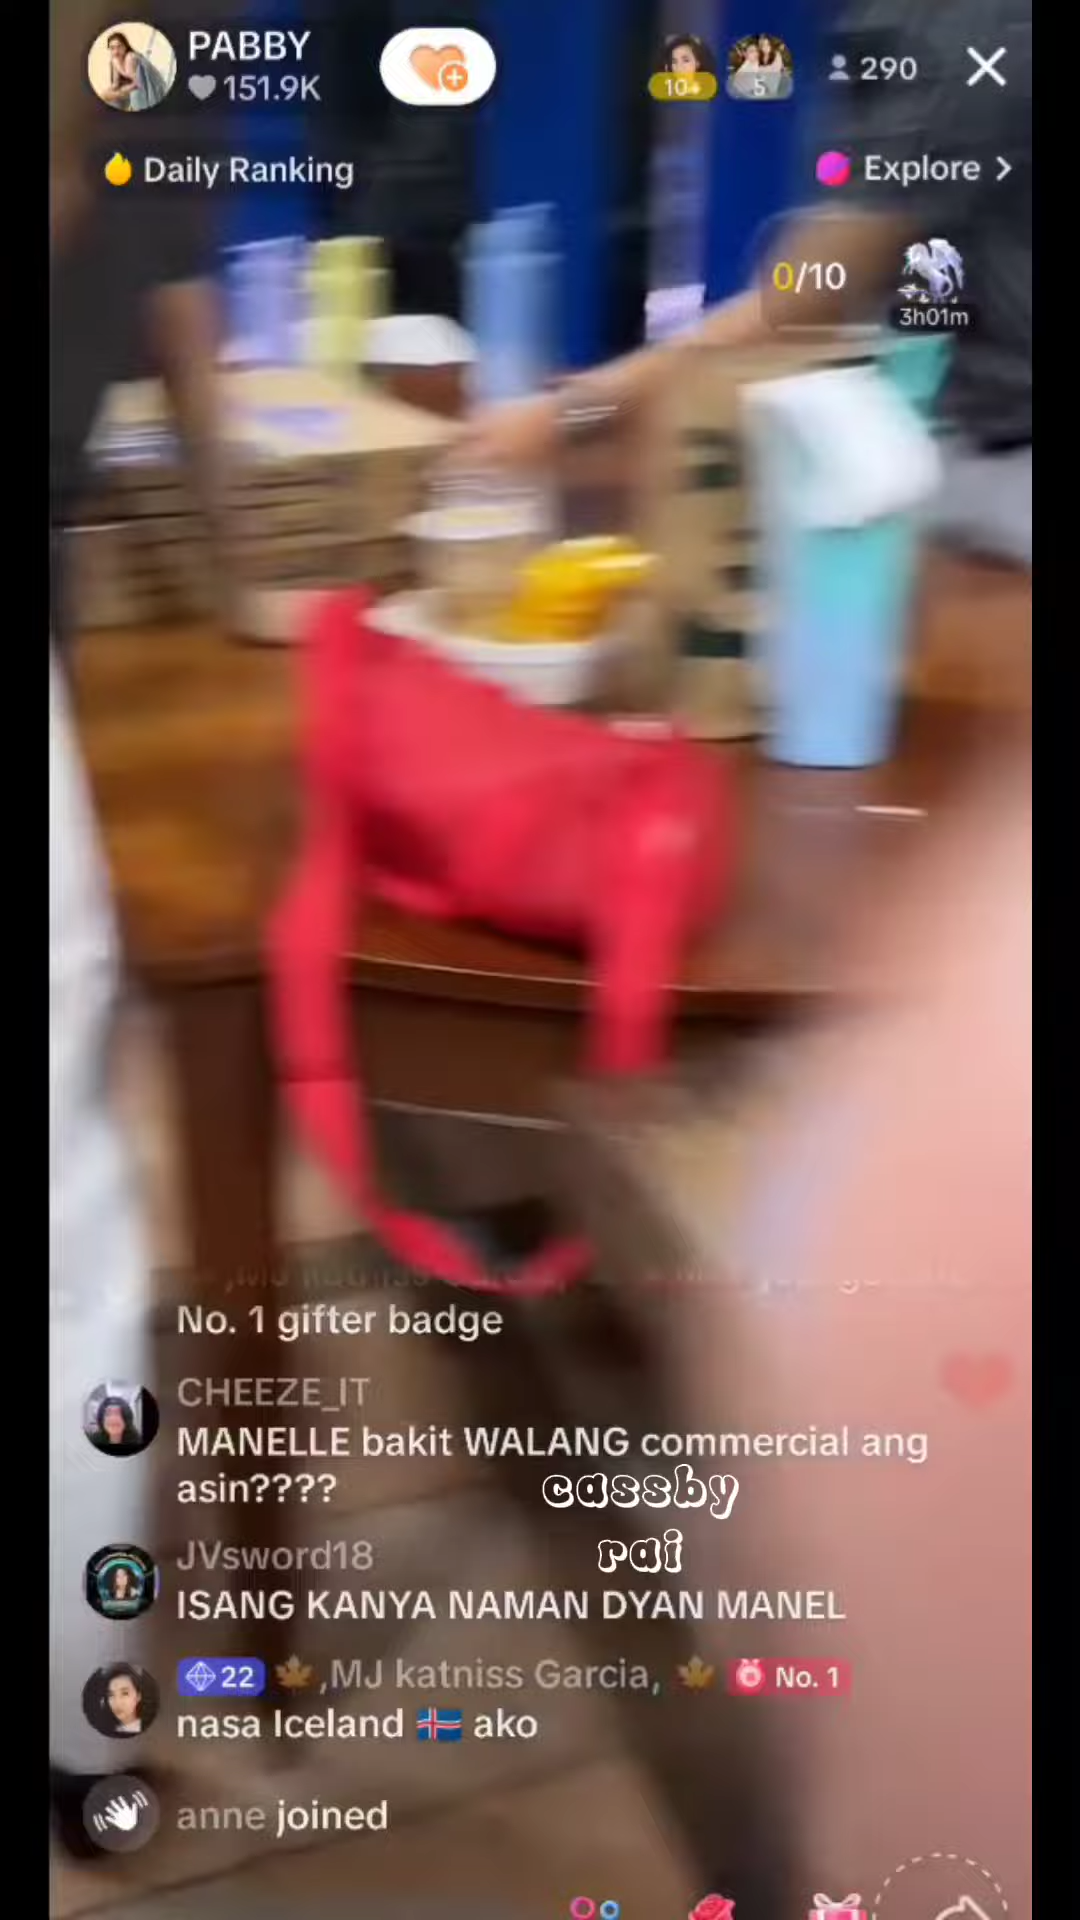 PABBY
151.9K
10+
5
290
Daily Ranking
Explore >
0/10
3h01m
No. 1 gifter badge
CHEEZE_IT
MANELLE bakit WALANG commercial ang
asin????
cassby
rai
JVsword18
ISANG KANYA NAMAN DYAN MANEL
22 🍁,MJ katniss Garcia, 🍁 No. 1
nasa Iceland 🇮🇸 ako
anne joined